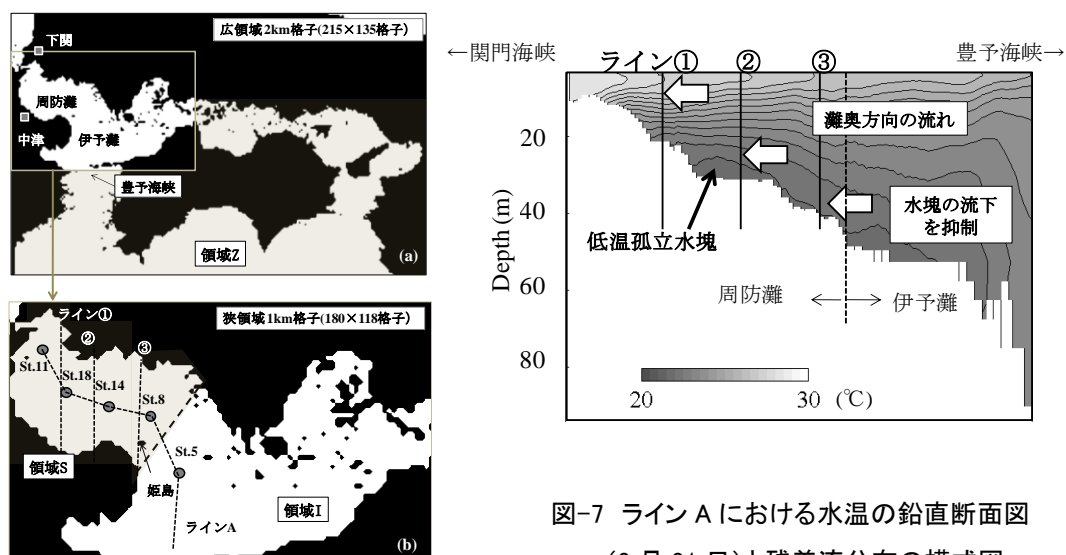 広領域2km格子(215×135格子)
下関
周防灘
中津
伊予灘
豊予海峡
領域Z
(a)
狭領域1km格子(180×118格子)
ライン①
②
③
St.11
St.18
St.14
St.8
St.5
領域S
姫島
領域I
ラインA
(b)
←関門海峡
豊予海峡→
ライン①
②
③
灘奥方向の流れ
水塊の流下
を抑制
低温孤立水塊
周防灘
伊予灘
Depth (m)
20
40
60
80
20
30
(℃)
図-7 ラインAにおける水温の鉛直断面図